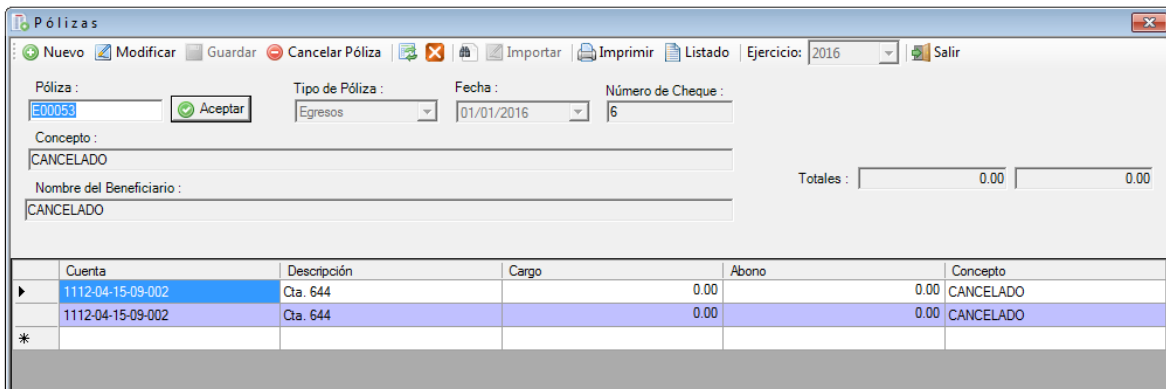 Pólizas
Nuevo Modificar Guardar Cancelar Póliza Importar Imprimir Listado Ejercicio: 2016 Salir
Póliza : Tipo de Póliza : Fecha : Número de Cheque :
E00053 Aceptar Egresos 01/01/2016 6
Concepto :
CANCELADO
Totales : 0.00 0.00
Nombre del Beneficiario :
CANCELADO
Cuenta Descripción Cargo Abono Concepto
1112-04-15-09-002 Cta. 644 0.00 0.00 CANCELADO
1112-04-15-09-002 Cta. 644 0.00 0.00 CANCELADO